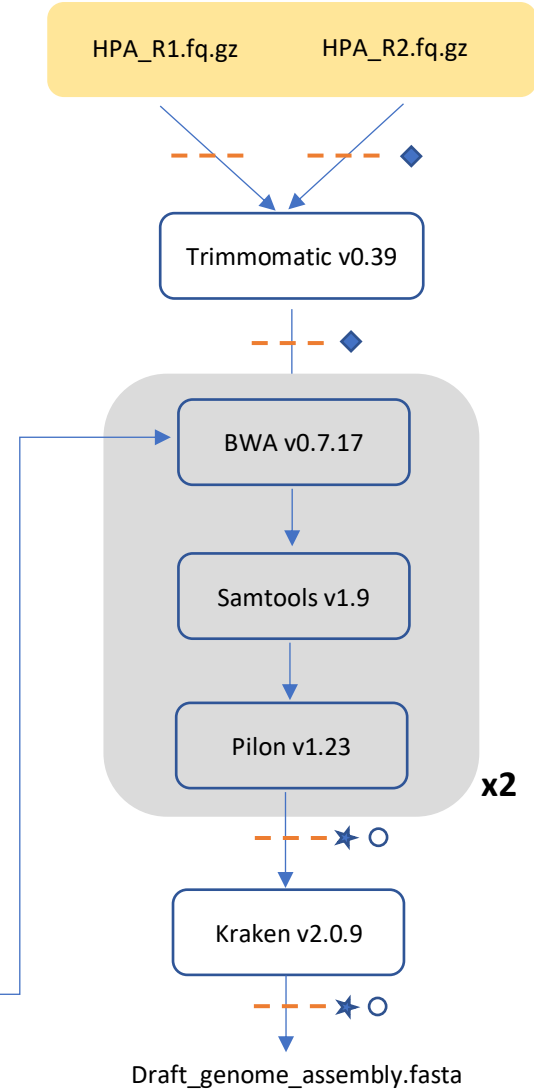 HPA_R1.fq.gz
HPA_R2.fq.gz
Trimmomatic v0.39
BWA v0.7.17
Samtools v1.9
Pilon v1.23
x2
Kraken v2.0.9
Draft_genome_assembly.fasta